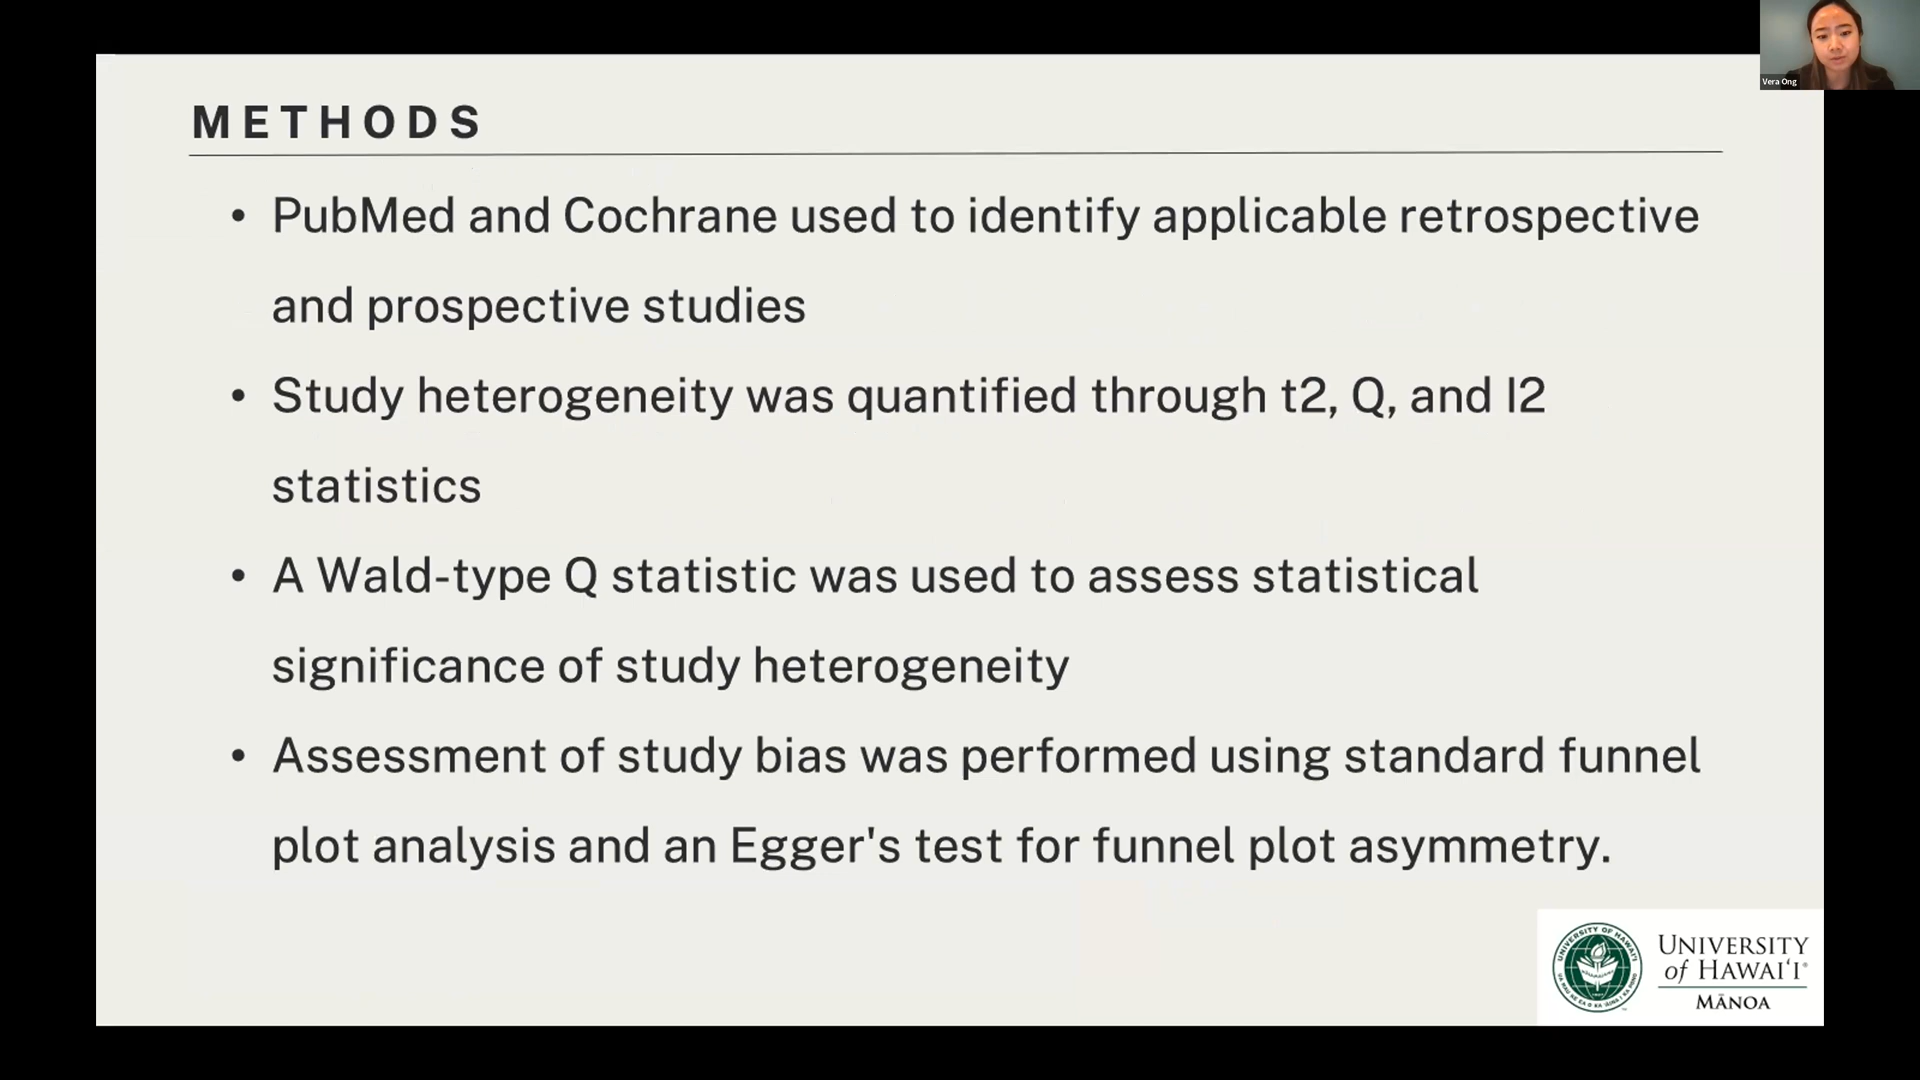 Vera Ong
METHODS
• PubMed and Cochrane used to identify applicable retrospective
and prospective studies
• Study heterogeneity was quantified through t2, Q, and I2
statistics
• A Wald-type Q statistic was used to assess statistical
significance of study heterogeneity
• Assessment of study bias was performed using standard funnel
plot analysis and an Egger's test for funnel plot asymmetry.
UNIVERSITY OF HAWAI'I
UNIVERSITY
of HAWAIʻI®
MĀNOA